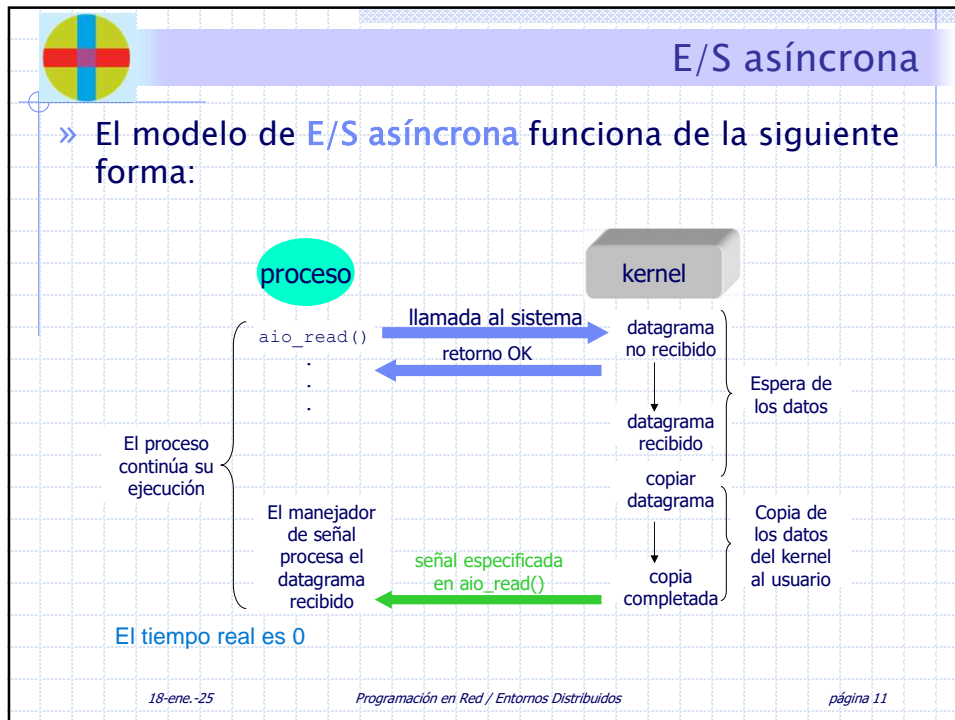 E/S asíncrona
» El modelo de E/S asíncrona funciona de la siguiente
forma:
proceso
kernel
aio_read()
.
.
.
llamada al sistema
retorno OK
datagrama
no recibido
datagrama
recibido
Espera de
los datos
El proceso
continúa su
ejecución
copiar
datagrama
copia
completada
Copia de
los datos
del kernel
al usuario
El manejador
de señal
procesa el
datagrama
recibido
señal especificada
en aio_read()
El tiempo real es 0
18-ene.-25
Programación en Red / Entornos Distribuidos
página 11